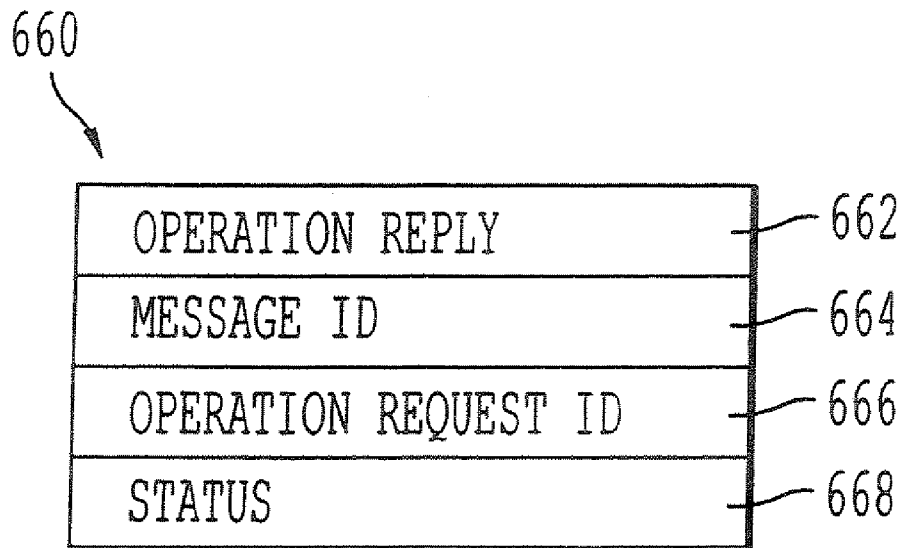 660
OPERATION REPLY 662
MESSAGE ID 664
OPERATION REQUEST ID 666
STATUS 668